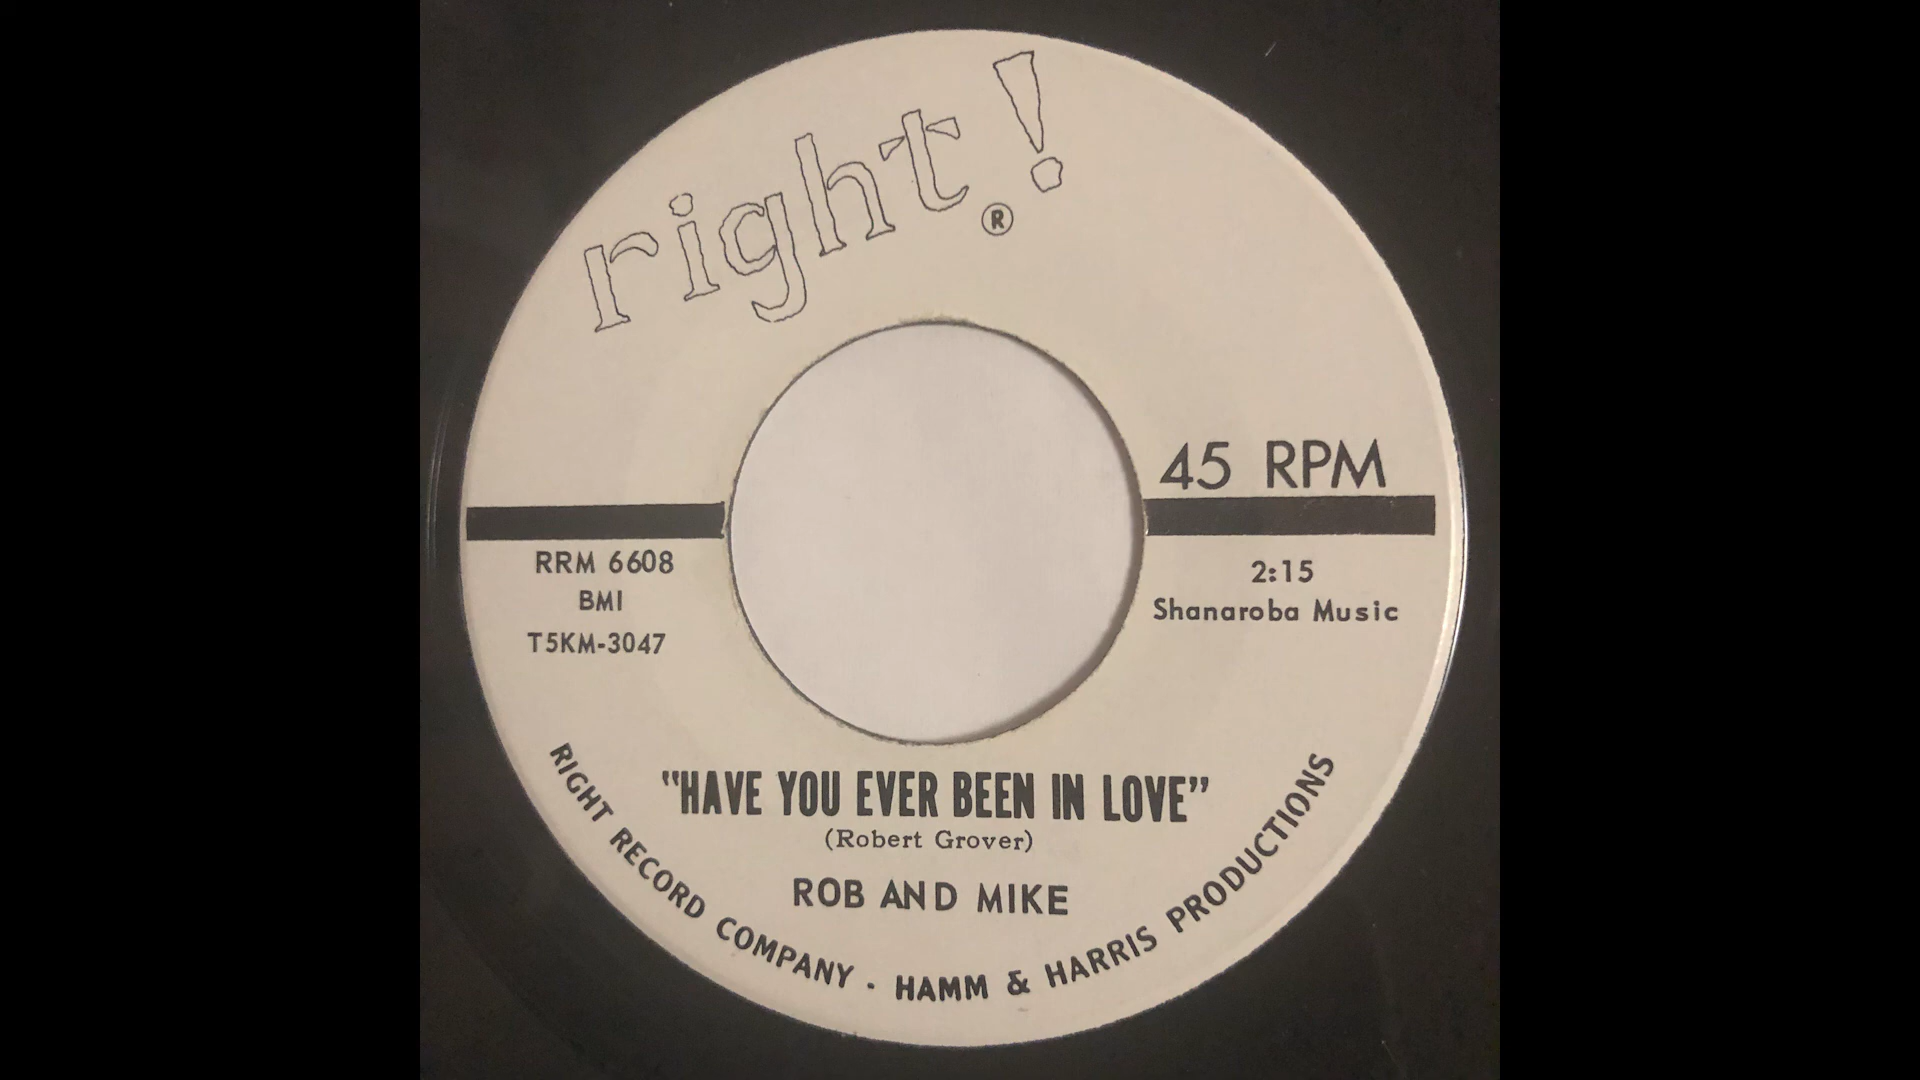 right!
®
45 RPM
RRM 6608
BMI
T5KM-3047
2:15
Shanaroba Music
"HAVE YOU EVER BEEN IN LOVE"
(Robert Grover)
ROB AND MIKE
RIGHT RECORD COMPANY · HAMM & HARRIS PRODUCTIONS